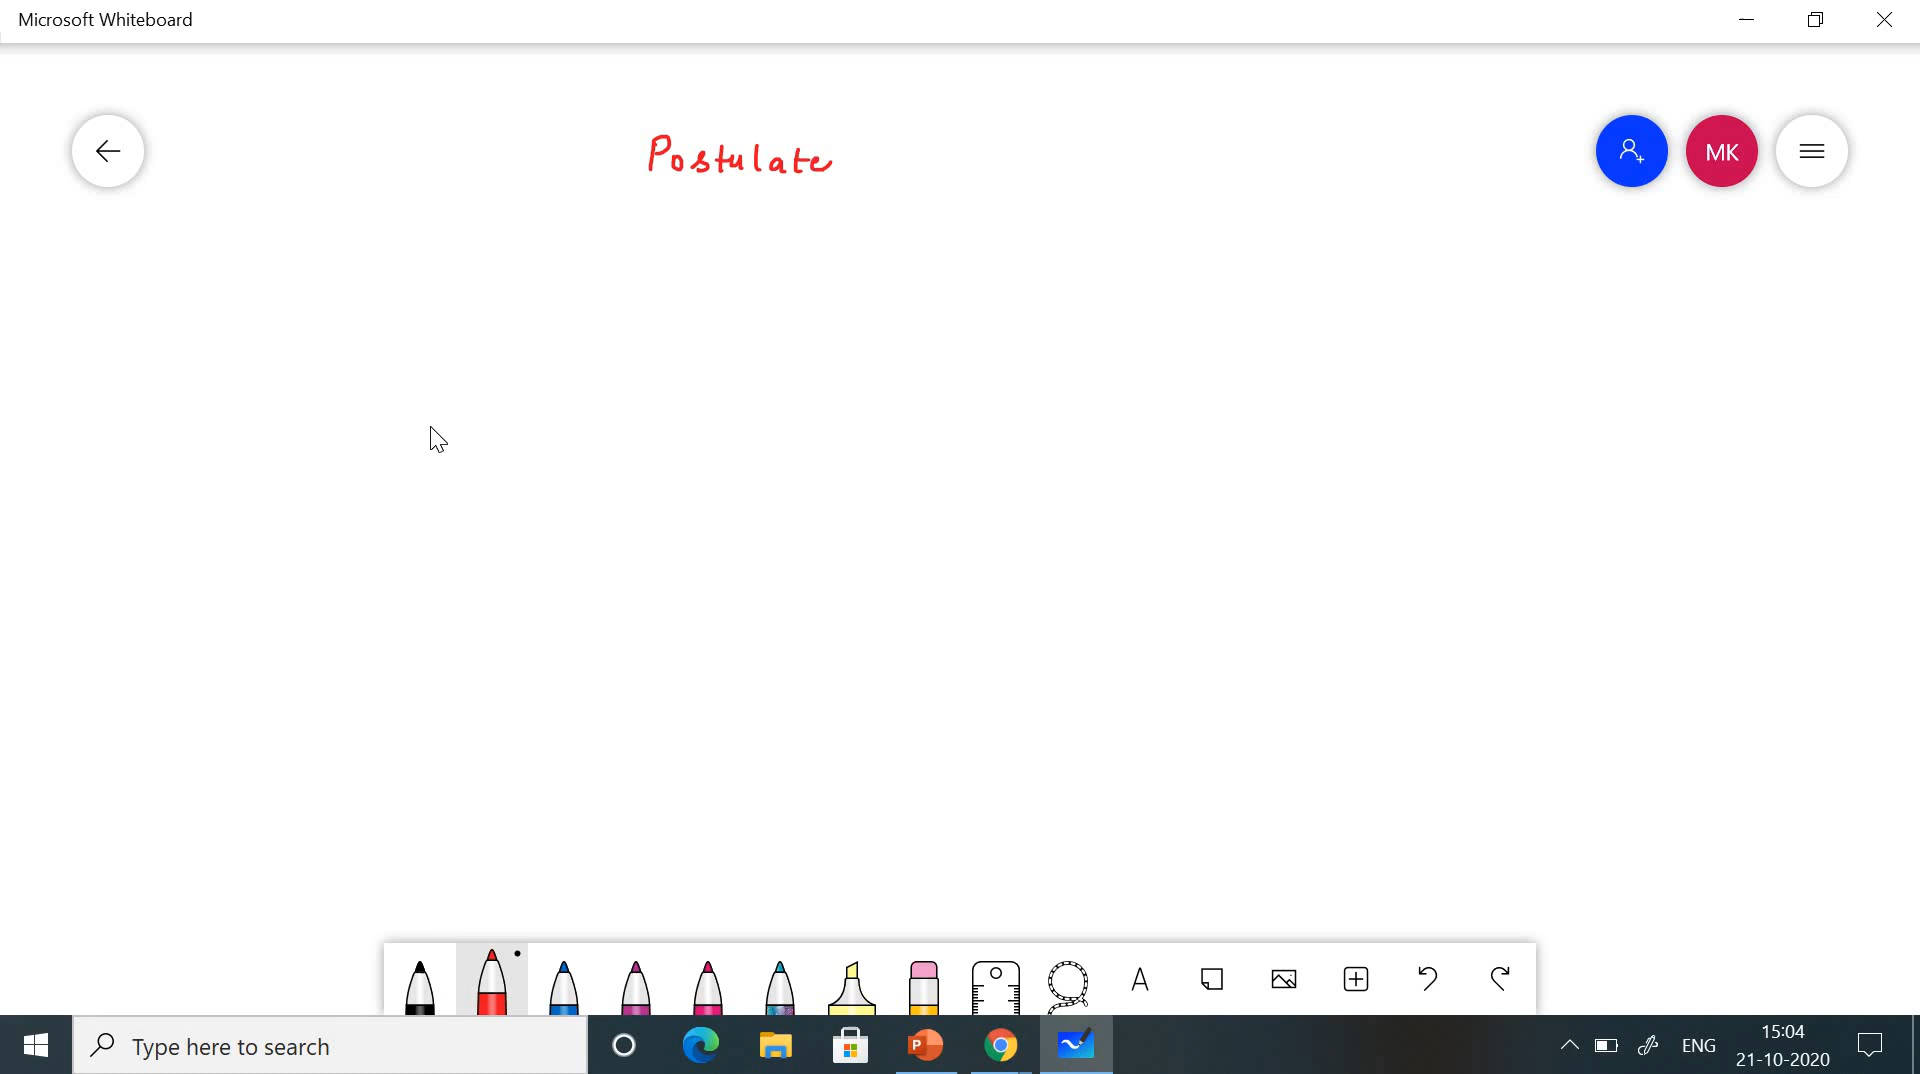 Microsoft Whiteboard
Postulate
MK
A
Type here to search
P
ENG
15:04
21-10-2020